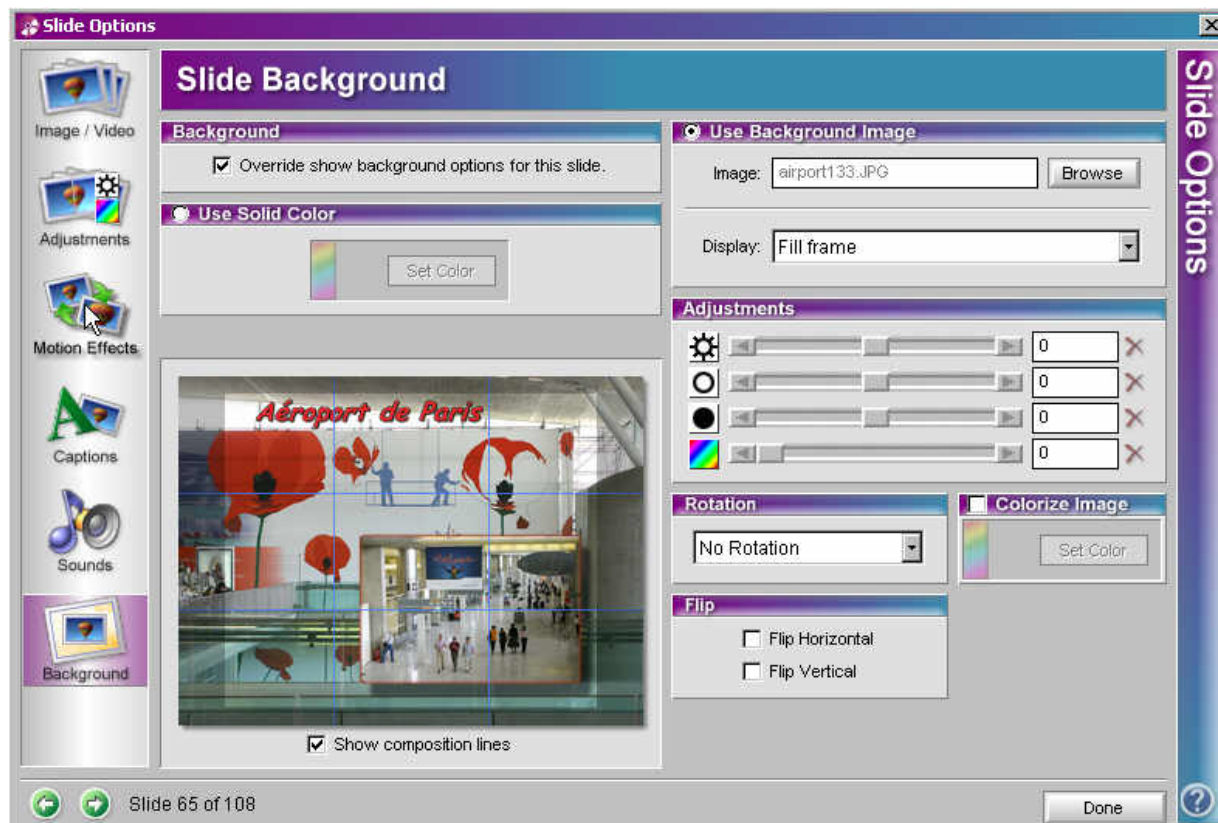 Slide Options
Slide Background
Image / Video
Adjustments
Motion Effects
Captions
Sounds
Background
Background
Override show background options for this slide.
Use Solid Color
Set Color
Aéroport de Paris
Show composition lines
Use Background Image
Image:
airport133.JPG
Browse
Display:
Fill frame
Adjustments
0
0
0
0
Rotation
No Rotation
Colorize Image
Set Color
Flip
Flip Horizontal
Flip Vertical
Slide Options
Slide 65 of 108
Done
?